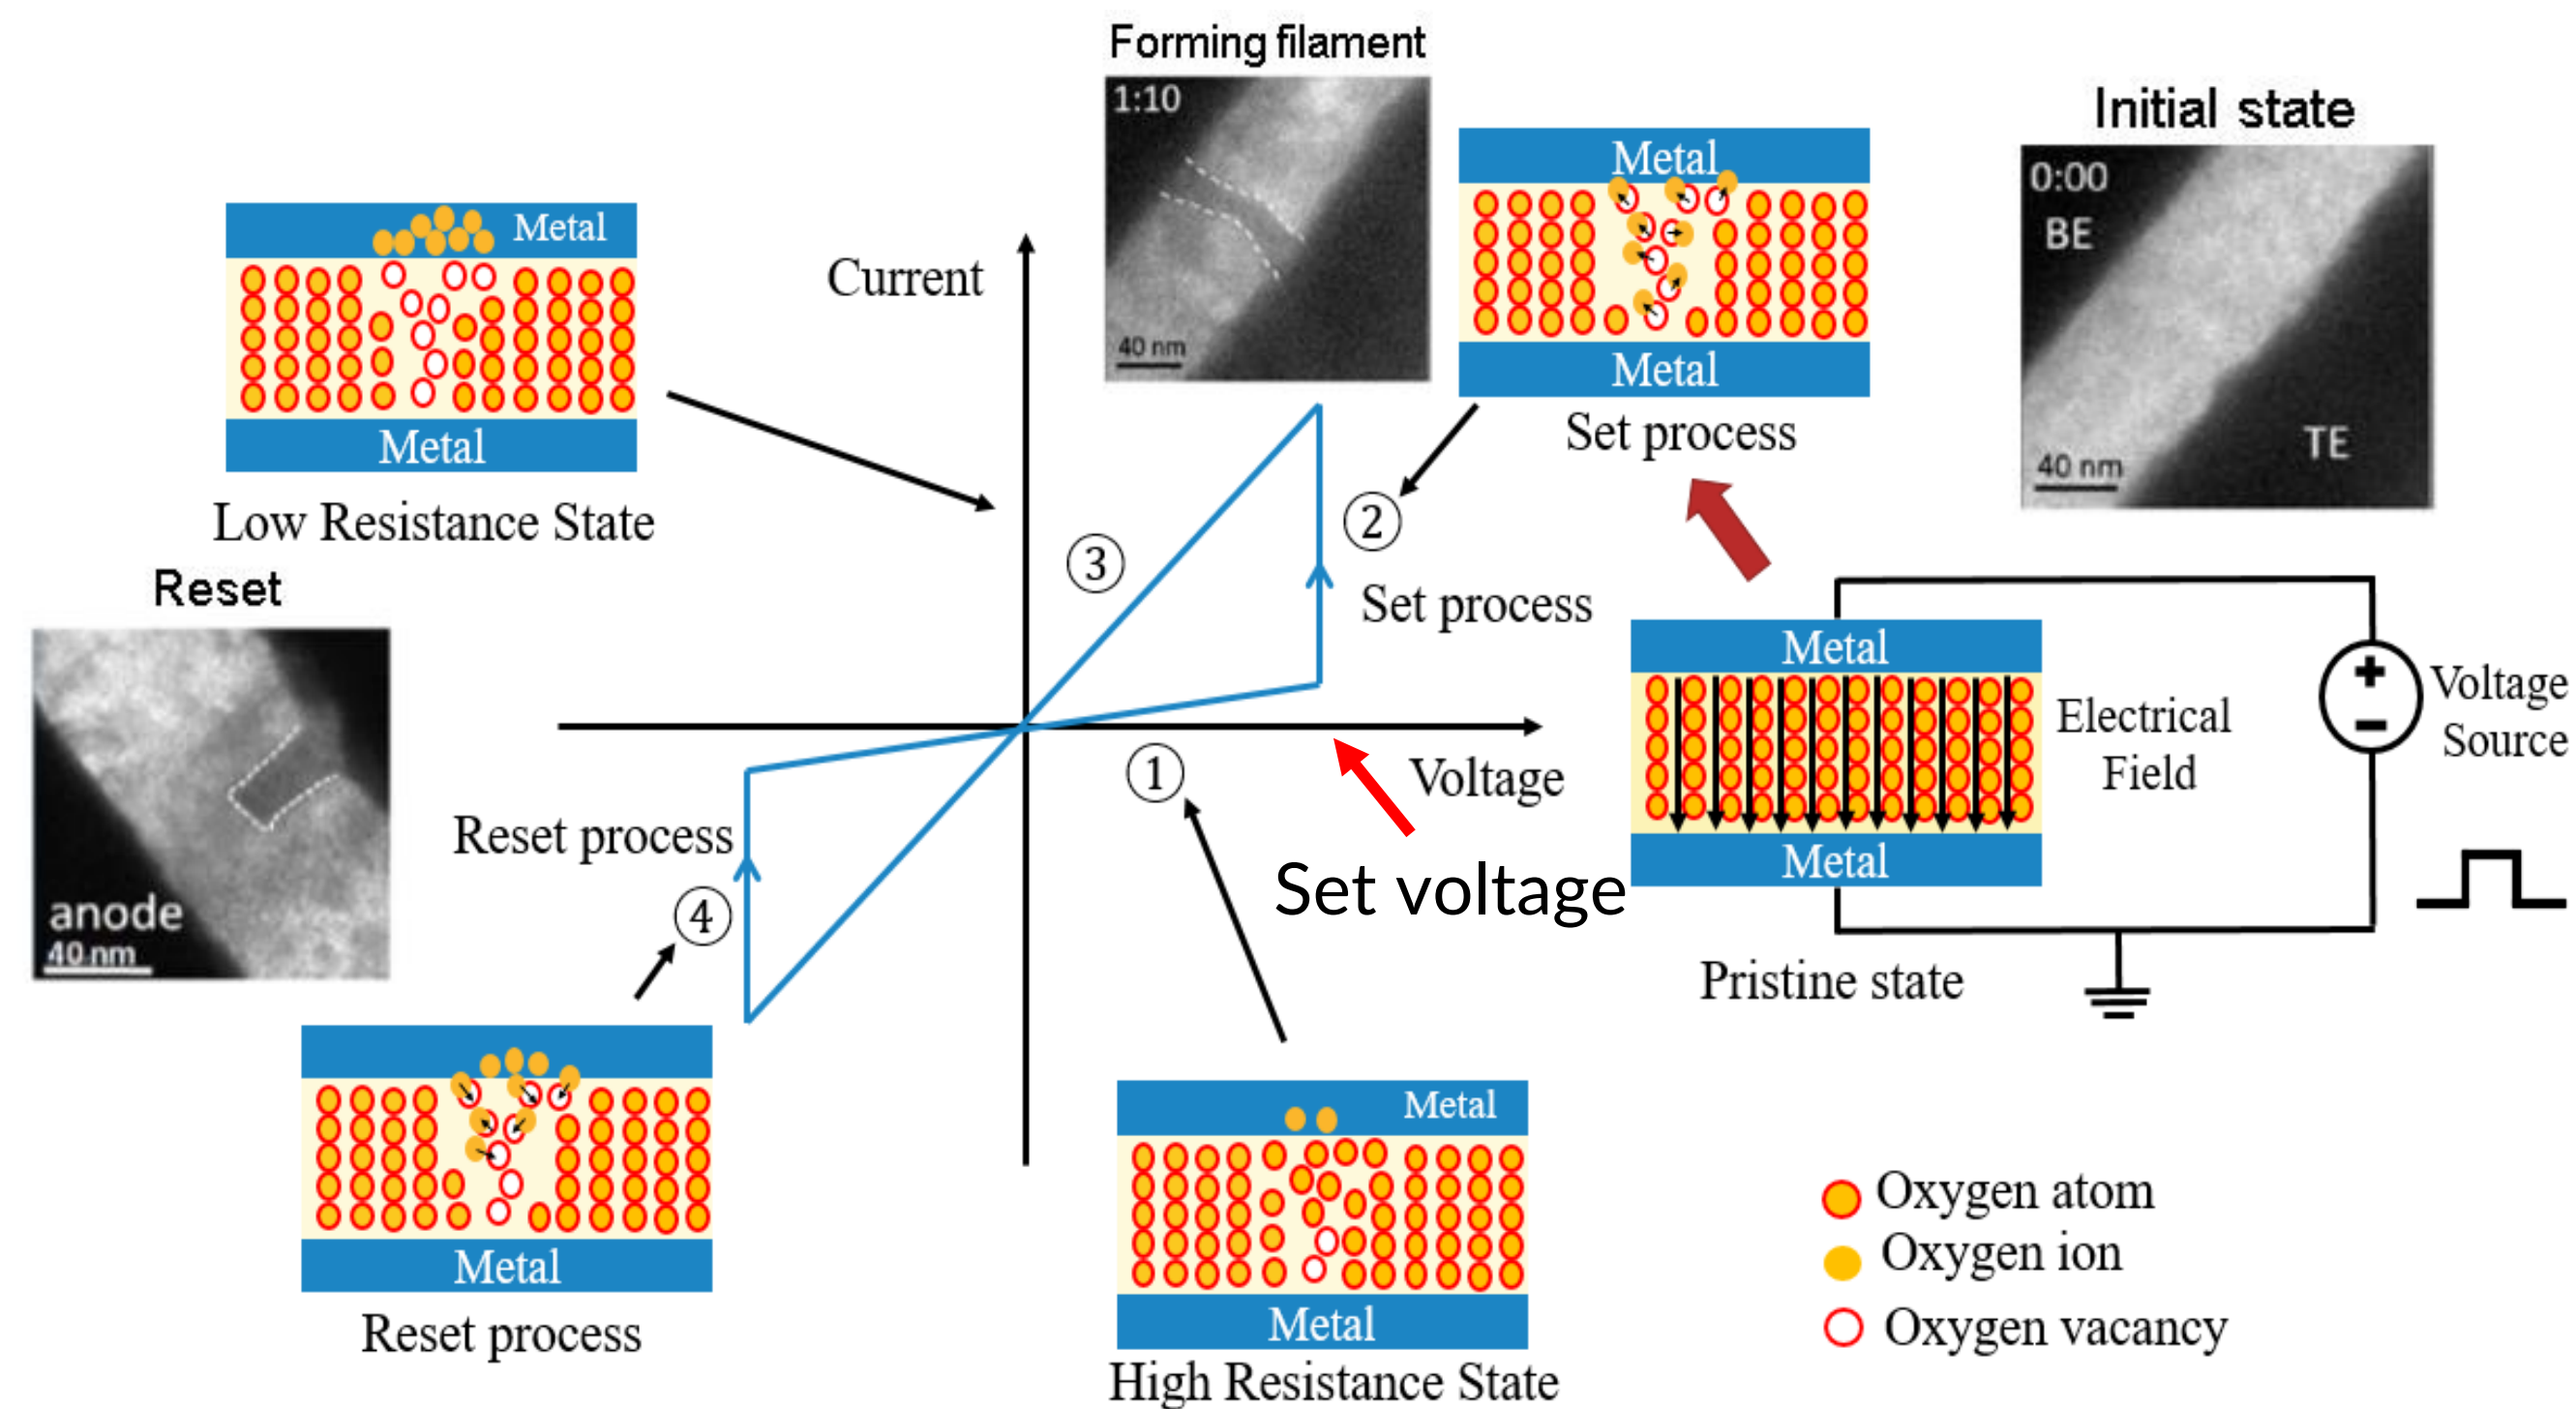 Forming filament
1:10
40 nm
Metal
Metal
Set process
Initial state
0:00
BE
TE
40 nm
Metal
Metal
Low Resistance State
Current
③
②
Set process
Reset
anode
40 nm
Reset process
④
①
Voltage
Set voltage
Metal
Electrical
Field
Metal
Voltage
Source
+
-
Pristine state
Metal
Reset process
Metal
Metal
High Resistance State
Oxygen atom
Oxygen ion
Oxygen vacancy